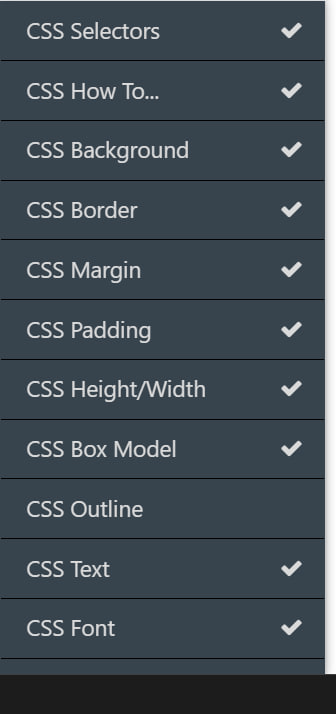 CSS Selectors
CSS How To...
CSS Background
CSS Border
CSS Margin
CSS Padding
CSS Height/Width
CSS Box Model
CSS Outline
CSS Text
CSS Font